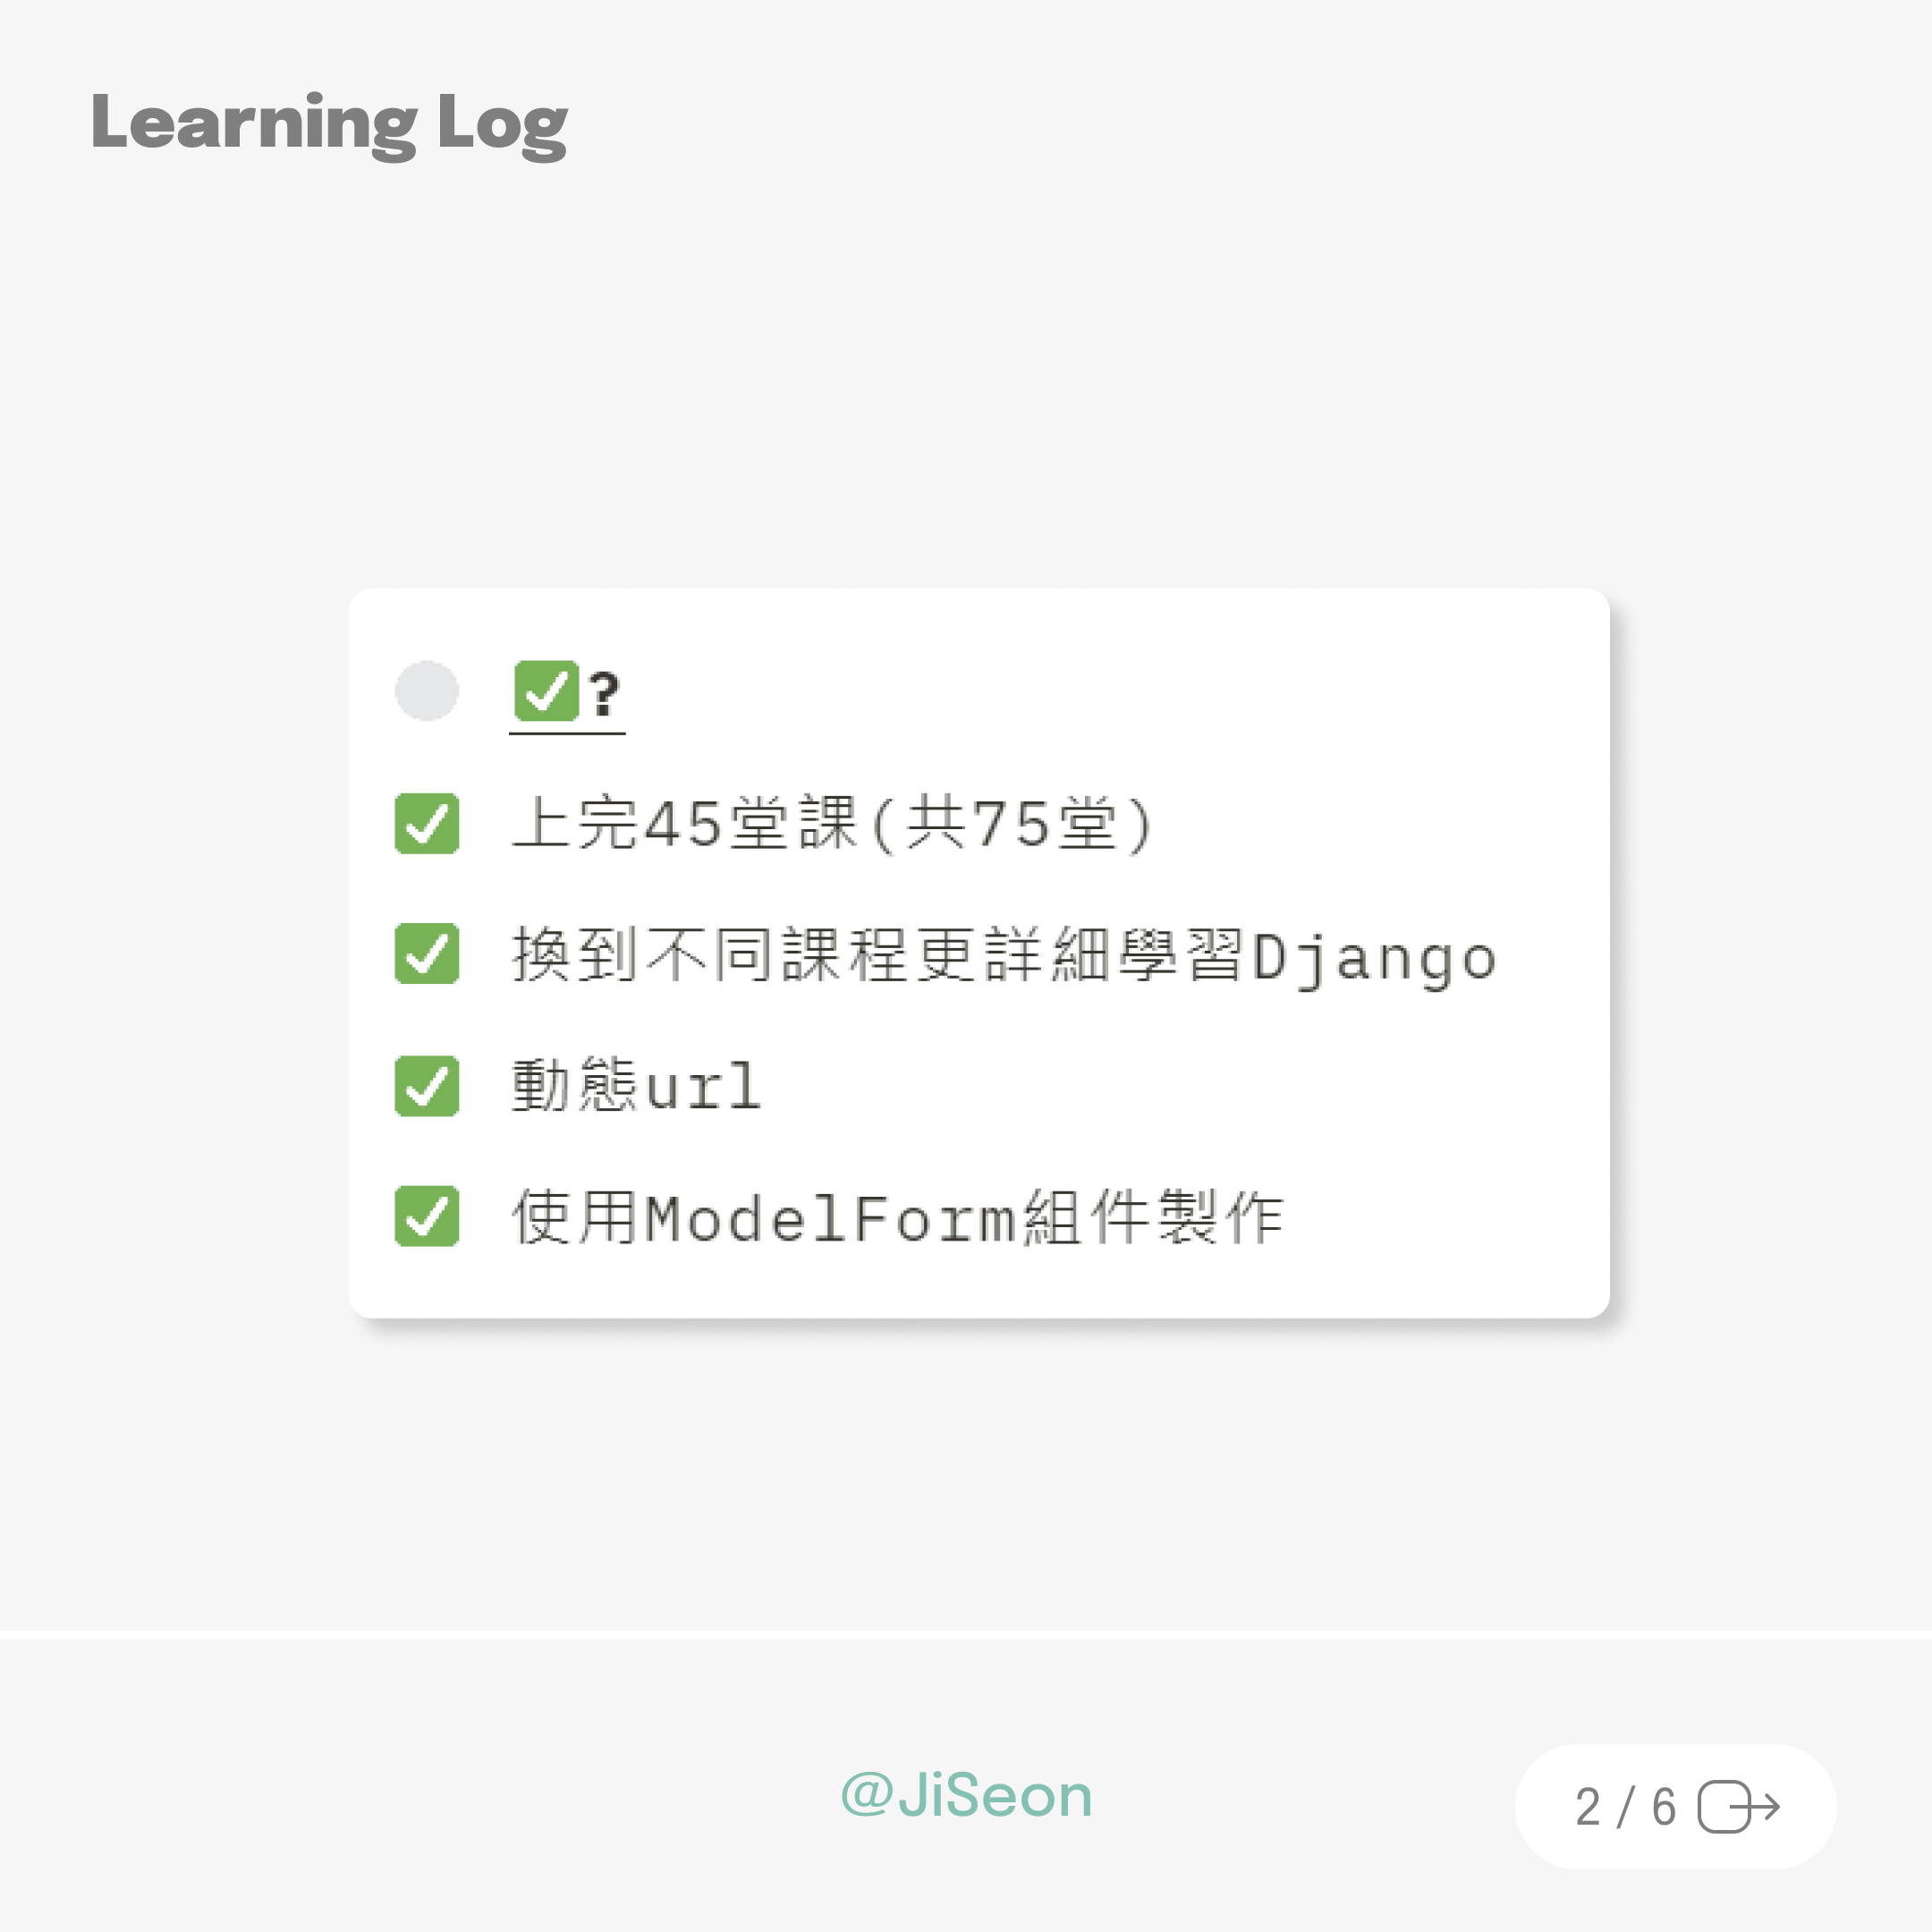 Learning Log
✅?
✅ 上完45堂課(共75堂)
✅ 換到不同課程更詳細學習Django
✅ 動態url
✅ 使用ModelForm組件製作
@JiSeon
2 / 6